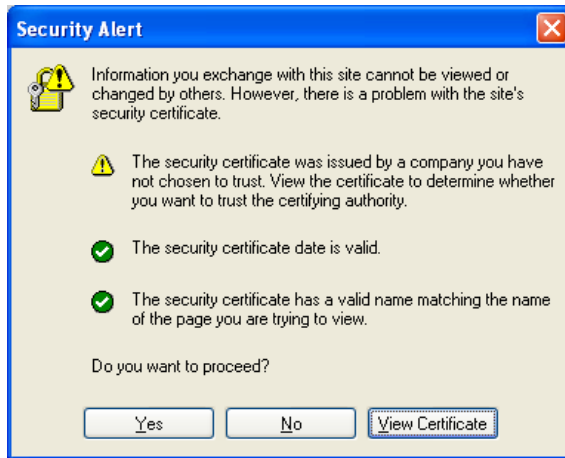 Security Alert
Information you exchange with this site cannot be viewed or
changed by others. However, there is a problem with the site's
security certificate.
The security certificate was issued by a company you have
not chosen to trust. View the certificate to determine whether
you want to trust the certifying authority.
The security certificate date is valid.
The security certificate has a valid name matching the name
of the page you are trying to view.
Do you want to proceed?
Yes No View Certificate